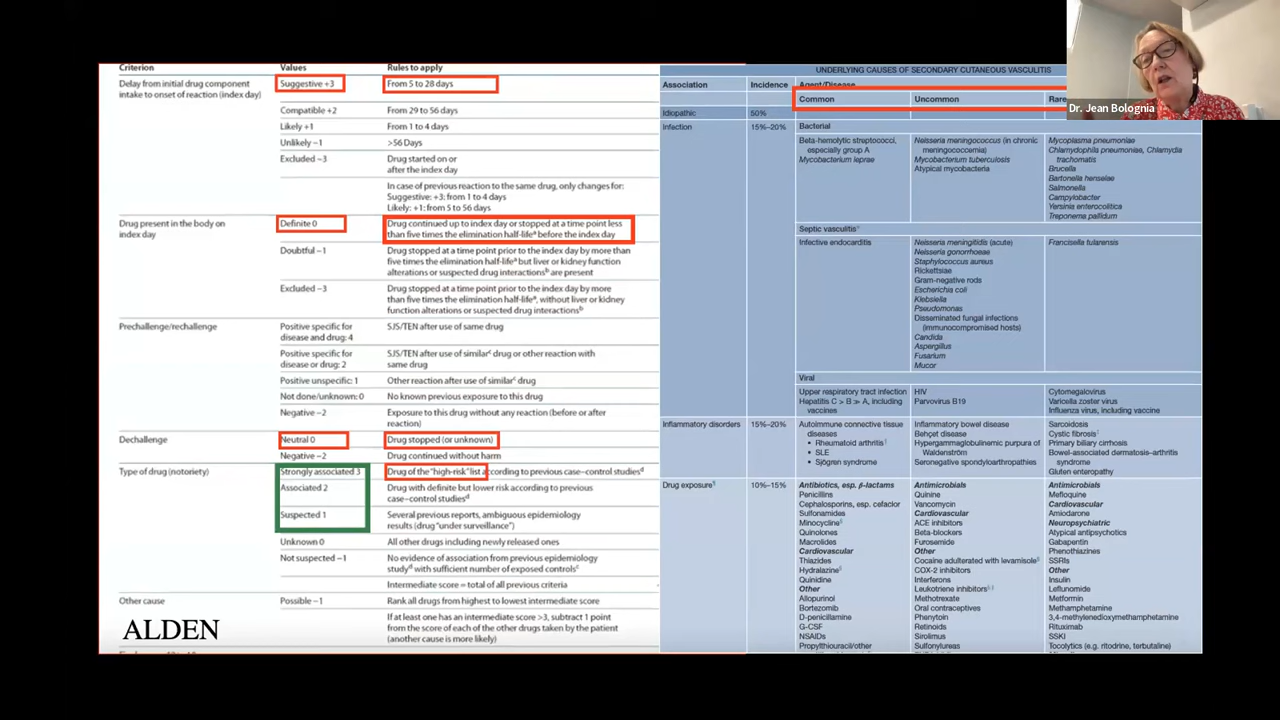 Criterion Values Rules to apply
Delay from initial drug component Suggestive +3 From 5 to 28 days
intake to onset of reaction (index day)
Compatible +2 From 29 to 56 days
Likely +1 From 1 to 4 days
Unlikely −1 >56 Days
Excluded −3 Drug started on or
after the index day
In case of previous reaction to the same drug, only changes for:
Suggestive: +3: from 1 to 4 days
Likely: +1: from 5 to 56 days
Drug present in the body on Definite 0 Drug continued up to index day or stopped at a time point less
index day than five times the elimination half-lifeᵃ before the index day
Doubtful −1 Drug stopped at a time point prior to the index day by more than
five times the elimination half-lifeᵃ but liver or kidney function
alterations or suspected drug interactionsᵇ are present
Excluded −3 Drug stopped at a time point prior to the index day by more
than five times the elimination half-lifeᵃ, without liver or kidney
function alterations or suspected drug interactionsᵇ
Prechallenge/rechallenge Positive specific for SJS/TEN after use of same drug
disease and drug: 4
Positive specific for SJS/TEN after use of similarᶜ drug or other reaction with
disease or drug: 2 same drug
Positive unspecific: 1 Other reaction after use of similarᶜ drug
Not done/unknown: 0 No known previous exposure to this drug
Negative −2 Exposure to this drug without any reaction (before or after
reaction)
Dechallenge Neutral 0 Drug stopped (or unknown)
Negative −2 Drug continued without harm
Type of drug (notoriety) Strongly associated 3 Drug of the "high-risk" list according to previous case–control studiesᵈ
Associated 2 Drug with definite but lower risk according to previous
case–control studiesᵈ
Suspected 1 Several previous reports, ambiguous epidemiology
results (drug "under surveillance")
Unknown 0 All other drugs including newly released ones
Not suspected −1 No evidence of association from previous epidemiology
studyᵈ with sufficient number of exposed controlsᶜ
Intermediate score = total of all previous criteria
Other cause Possible −1 Rank all drugs from highest to lowest intermediate score
If at least one has an intermediate score >3, subtract 1 point
from the score of each of the other drugs taken by the patient
(another cause is more likely)
ALDEN
UNDERLYING CAUSES OF SECONDARY CUTANEOUS VASCULITIS
Association Incidence Agent/Disease
Common Uncommon Rare
Idiopathic 50%
Infection 15%–20% Bacterial
Beta-hemolytic streptococci, Neisseria meningococcus (in chronic Mycoplasma pneumoniae
especially group A meningococcemia) Chlamydophila pneumoniae, Chlamydia
Mycobacterium leprae Mycobacterium tuberculosis trachomatis
Atypical mycobacteria Brucella
Bartonella henselae
Salmonella
Campylobacter
Yersinia enterocolitica
Treponema pallidum
Septic vasculitis
Infective endocarditis Neisseria meningitidis (acute) Francisella tularensis
Neisseria gonorrhoeae
Staphylococcus aureus
Rickettsiae
Gram-negative rods
Escherichia coli
Klebsiella
Pseudomonas
Disseminated fungal infections
(immunocompromised hosts)
Candida
Aspergillus
Fusarium
Mucor
Viral
Upper respiratory tract infection HIV Cytomegalovirus
Hepatitis C > B ≫ A, including Parvovirus B19 Varicella zoster virus
vaccines Influenza virus, including vaccine
Inflammatory disorders 15%–20% Autoimmune connective tissue Inflammatory bowel disease Sarcoidosis
diseases Behçet disease Cystic fibrosis
• Rheumatoid arthritis Hypergammaglobulinemic purpura of Primary biliary cirrhosis
• SLE Waldenström Bowel-associated dermatosis–arthritis
• Sjögren syndrome Seronegative spondyloarthropathies syndrome
Gluten enteropathy
Drug exposure 10%–15% Antibiotics, esp. β-lactams Antimicrobials Antimicrobials
Penicillins Quinine Mefloquine
Cephalosporins, esp. cefaclor Vancomycin Cardiovascular
Sulfonamides Cardiovascular Amiodarone
Minocycline ACE inhibitors Neuropsychiatric
Quinolones Beta-blockers Atypical antipsychotics
Macrolides Furosemide Gabapentin
Cardiovascular Other Phenothiazines
Thiazides Cocaine adulterated with levamisole SSRIs
Hydralazine COX-2 inhibitors Other
Quinidine Interferons Insulin
Other Leukotriene inhibitors Leflunomide
Allopurinol Methotrexate Metformin
Bortezomib Oral contraceptives Methamphetamine
D-penicillamine Phenytoin 3,4-methylenedioxymethamphetamine
G-CSF Retinoids Rituximab
NSAIDs Sirolimus SSKI
Propylthiouracil/other Sulfonylureas Tocolytics (e.g. ritodrine, terbutaline)
Dr. Jean Bolognia